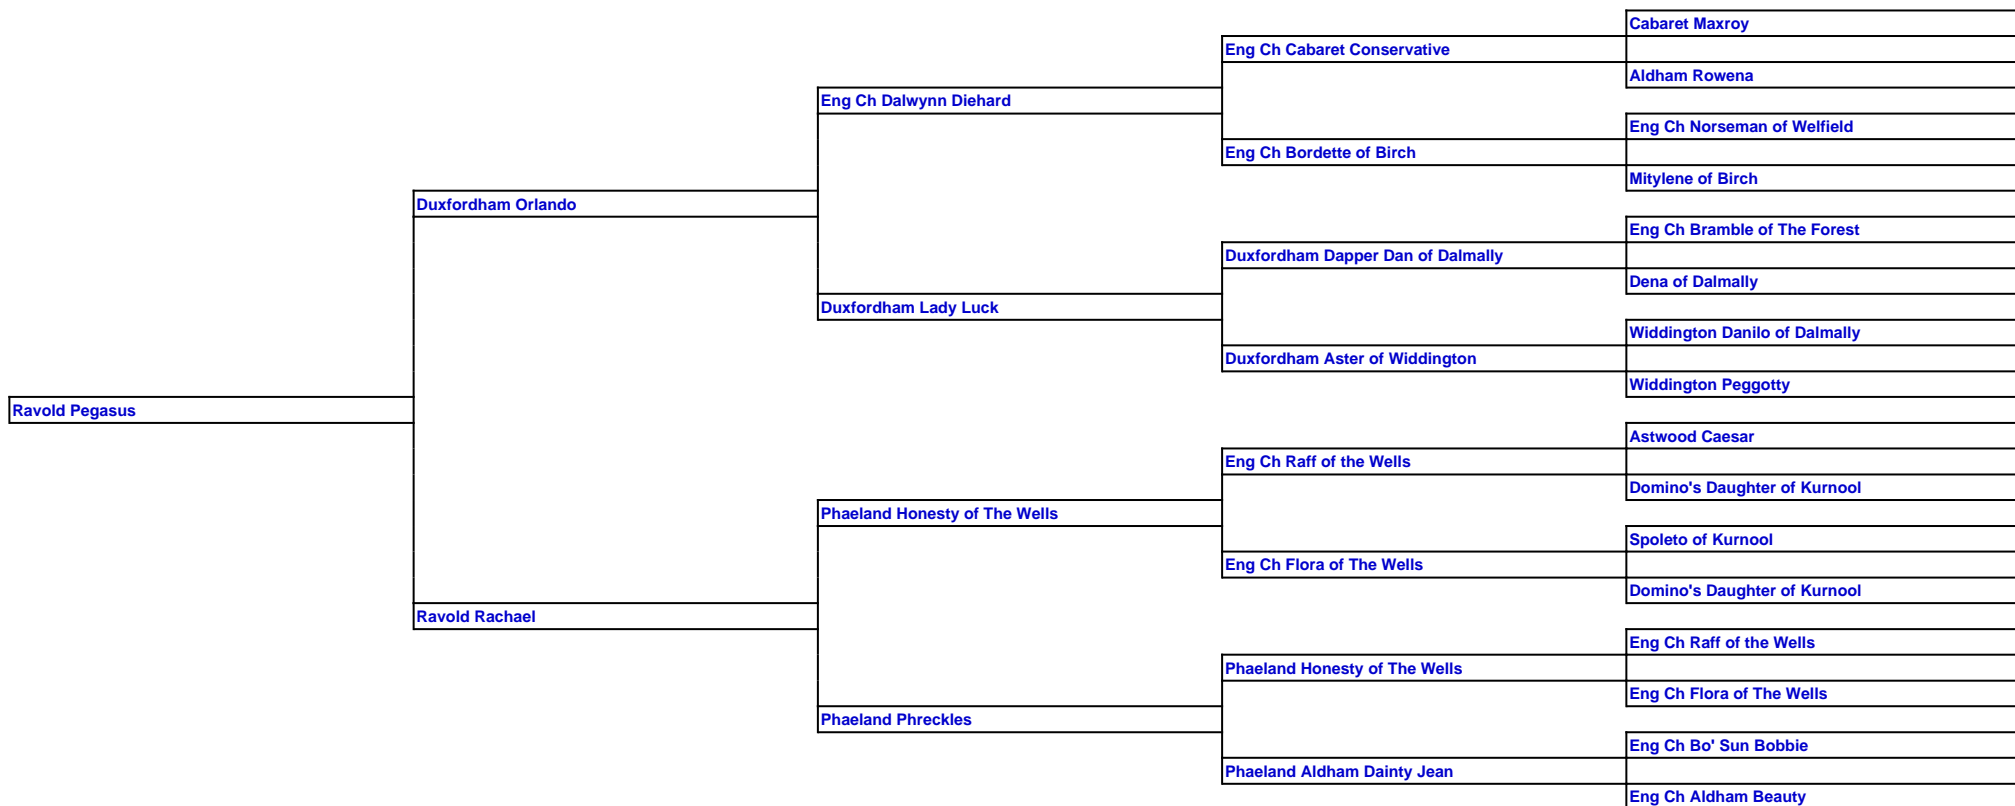 Cabaret Maxroy
Eng Ch Cabaret Conservative
Aldham Rowena
Eng Ch Dalwynn Diehard
Eng Ch Norseman of Welfield
Eng Ch Bordette of Birch
Mitylene of Birch
Duxfordham Orlando
Eng Ch Bramble of The Forest
Duxfordham Dapper Dan of Dalmally
Dena of Dalmally
Duxfordham Lady Luck
Widdington Danilo of Dalmally
Duxfordham Aster of Widdington
Widdington Peggotty
Ravold Pegasus
Astwood Caesar
Eng Ch Raff of the Wells
Domino's Daughter of Kurnool
Phaeland Honesty of The Wells
Spoleto of Kurnool
Eng Ch Flora of The Wells
Domino's Daughter of Kurnool
Ravold Rachael
Eng Ch Raff of the Wells
Phaeland Honesty of The Wells
Eng Ch Flora of The Wells
Phaeland Phreckles
Eng Ch Bo' Sun Bobbie
Phaeland Aldham Dainty Jean
Eng Ch Aldham Beauty